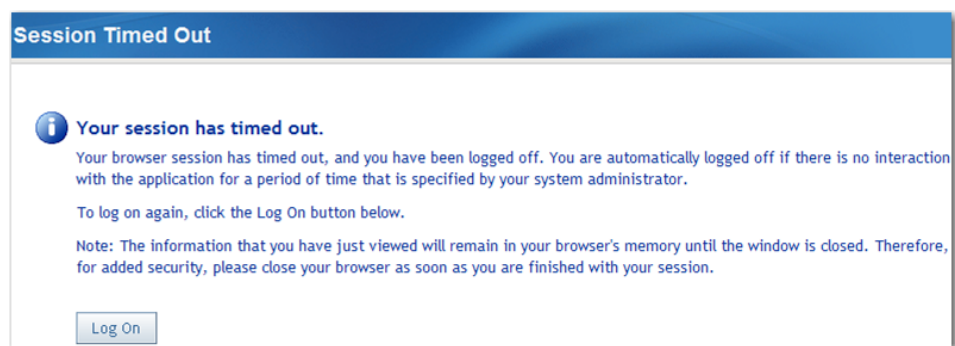 Session Timed Out
Your session has timed out.
Your browser session has timed out, and you have been logged off. You are automatically logged off if there is no interaction
with the application for a period of time that is specified by your system administrator.
To log on again, click the Log On button below.
Note: The information that you have just viewed will remain in your browser's memory until the window is closed. Therefore,
for added security, please close your browser as soon as you are finished with your session.
Log On